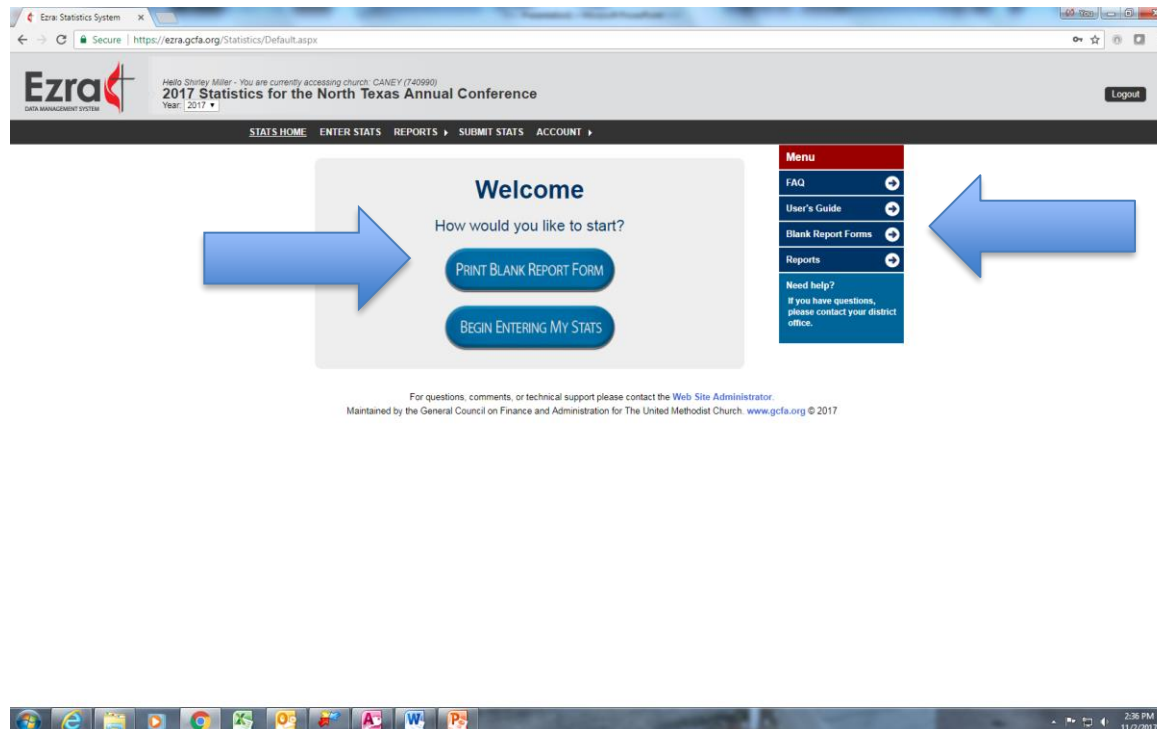 Ezra: Statistics System
Secure | https://ezra.gcfa.org/Statistics/Default.aspx
Ezra
DATA MANAGEMENT SYSTEM
Hello Shirley Miller - You are currently accessing church: CANEY (740990)
2017 Statistics for the North Texas Annual Conference
Year: 2017
Logout
STATS HOME ENTER STATS REPORTS SUBMIT STATS ACCOUNT
Welcome
How would you like to start?
PRINT BLANK REPORT FORM
BEGIN ENTERING MY STATS
Menu
FAQ
User's Guide
Blank Report Forms
Reports
Need help?
If you have questions,
please contact your district
office.
For questions, comments, or technical support please contact the Web Site Administrator.
Maintained by the General Council on Finance and Administration for The United Methodist Church. www.gcfa.org © 2017
2:36 PM
11/2/2017